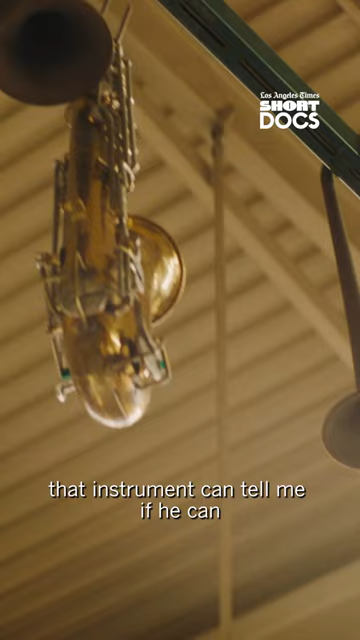 Los Angeles Times
SHORT
DOCS
that instrument can tell me
if he can